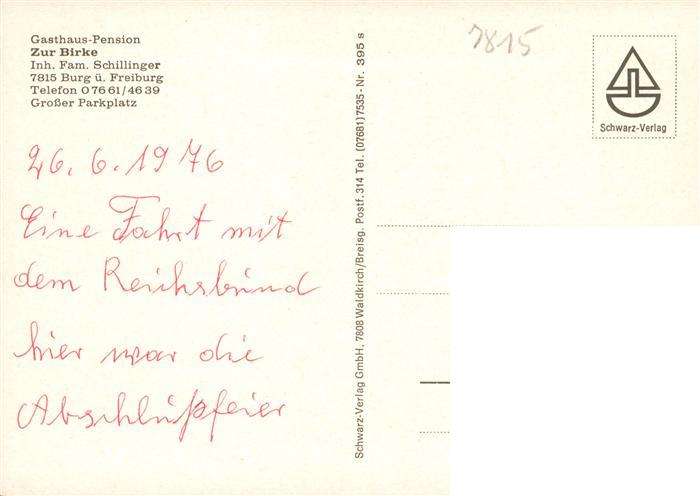 Gasthaus-Pension
Zur Birke
Inh. Fam. Schillinger
7815 Burg ü. Freiburg
Telefon 0 76 61 / 46 39
Großer Parkplatz
26. 6. 1976
Eine Fahrt mit
dem Reichsbund
hier war die
Abschlußfeier
Schwarz-Verlag GmbH, 7808 Waldkirch/Breisg. Postf. 314 Tel. (07681) 7535 - Nr. 395 s
7815
Schwarz-Verlag